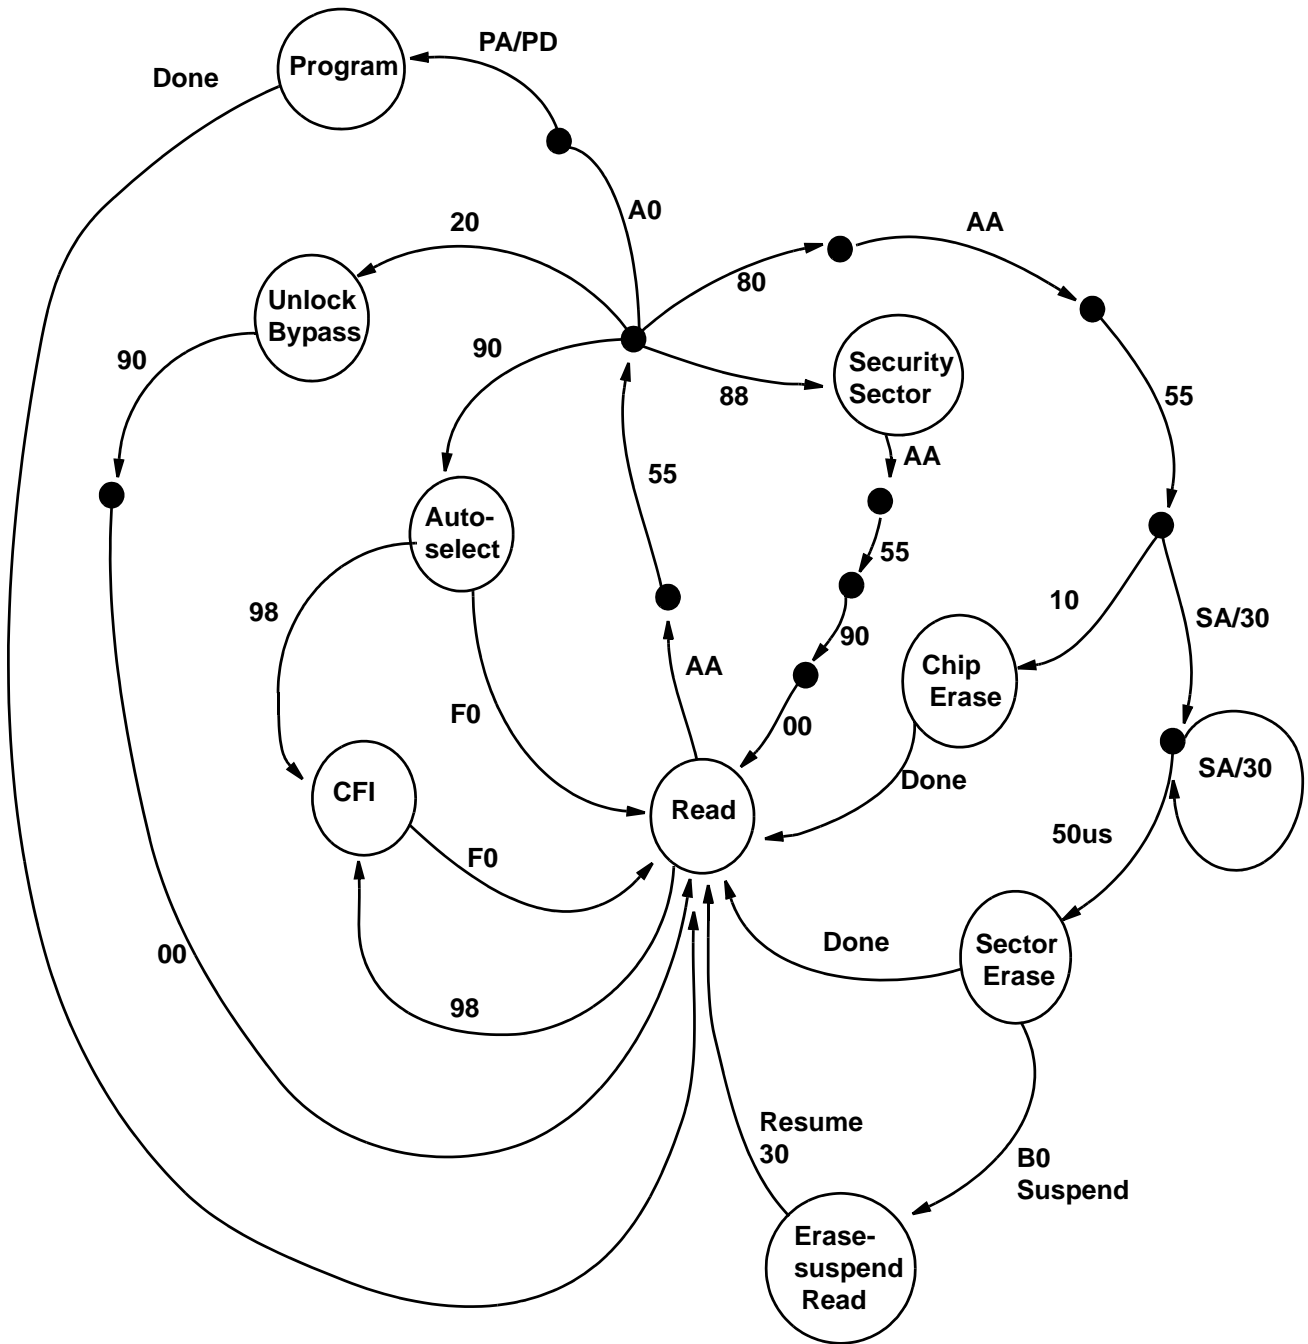 PA/PD
Program
Done
A0
20
AA
80
Unlock
Bypass
90
90
Security
Sector
88
55
AA
55
Auto-
select
55
98
10
SA/30
90
AA
Chip
Erase
F0
00
SA/30
Done
CFI
Read
50us
F0
Done
Sector
Erase
00
98
Resume
30
B0
Suspend
Erase-
suspend
Read